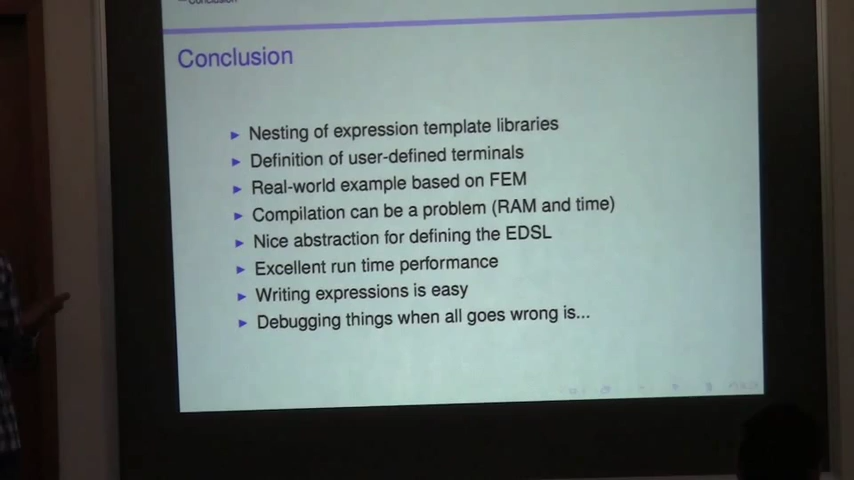 Conclusion
Conclusion
Nesting of expression template libraries
Definition of user-defined terminals
Real-world example based on FEM
Compilation can be a problem (RAM and time)
Nice abstraction for defining the EDSL
Excellent run time performance
Writing expressions is easy
Debugging things when all goes wrong is...